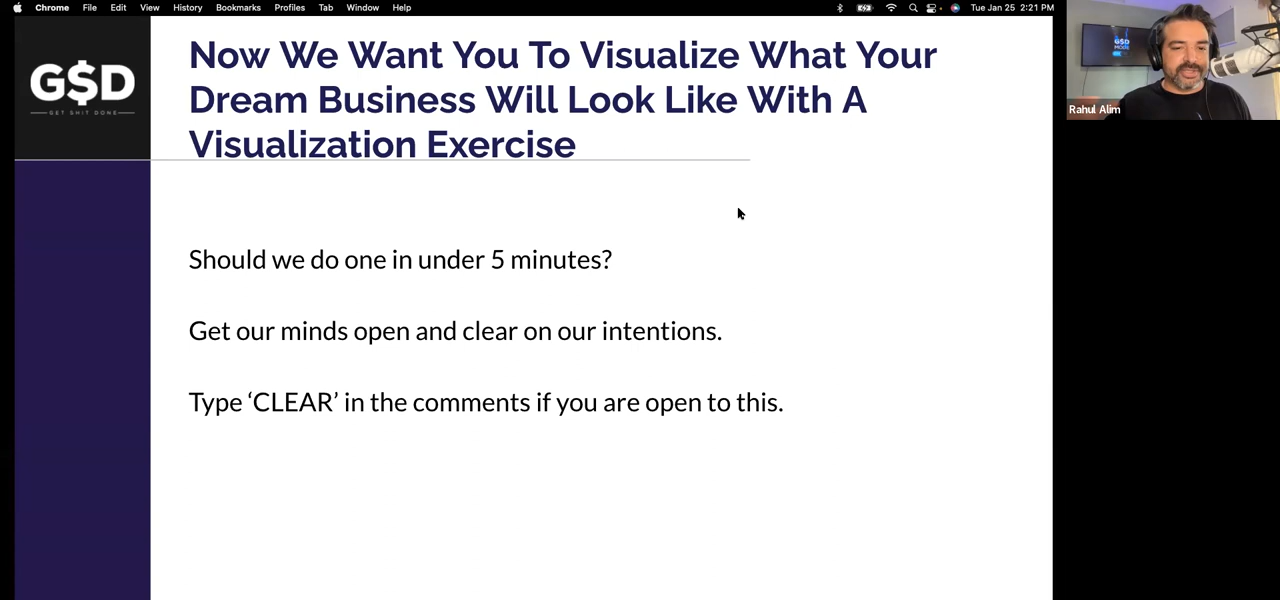 Chrome File Edit View History Bookmarks Profiles Tab Window Help Tue Jan 25 2:21 PM
G$D
GET SHIT DONE
Now We Want You To Visualize What Your
Dream Business Will Look Like With A
Visualization Exercise
Should we do one in under 5 minutes?
Get our minds open and clear on our intentions.
Type ‘CLEAR’ in the comments if you are open to this.
G$D
MODE
Rahul Alim